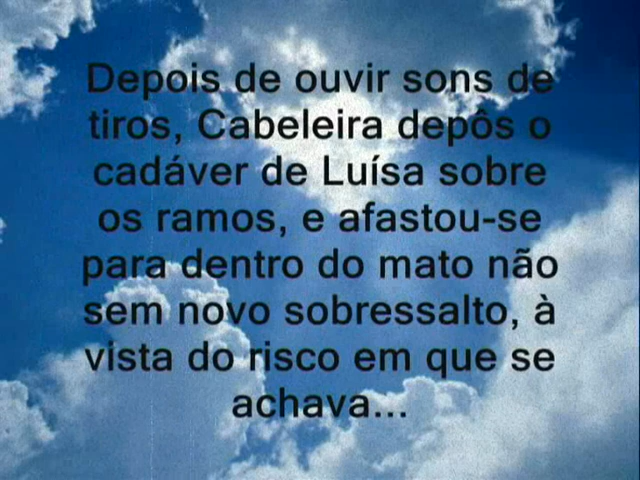 Depois de ouvir sons de
tiros, Cabeleira depôs o
cadáver de Luísa sobre
os ramos, e afastou-se
para dentro do mato não
sem novo sobressalto, à
vista do risco em que se
achava...